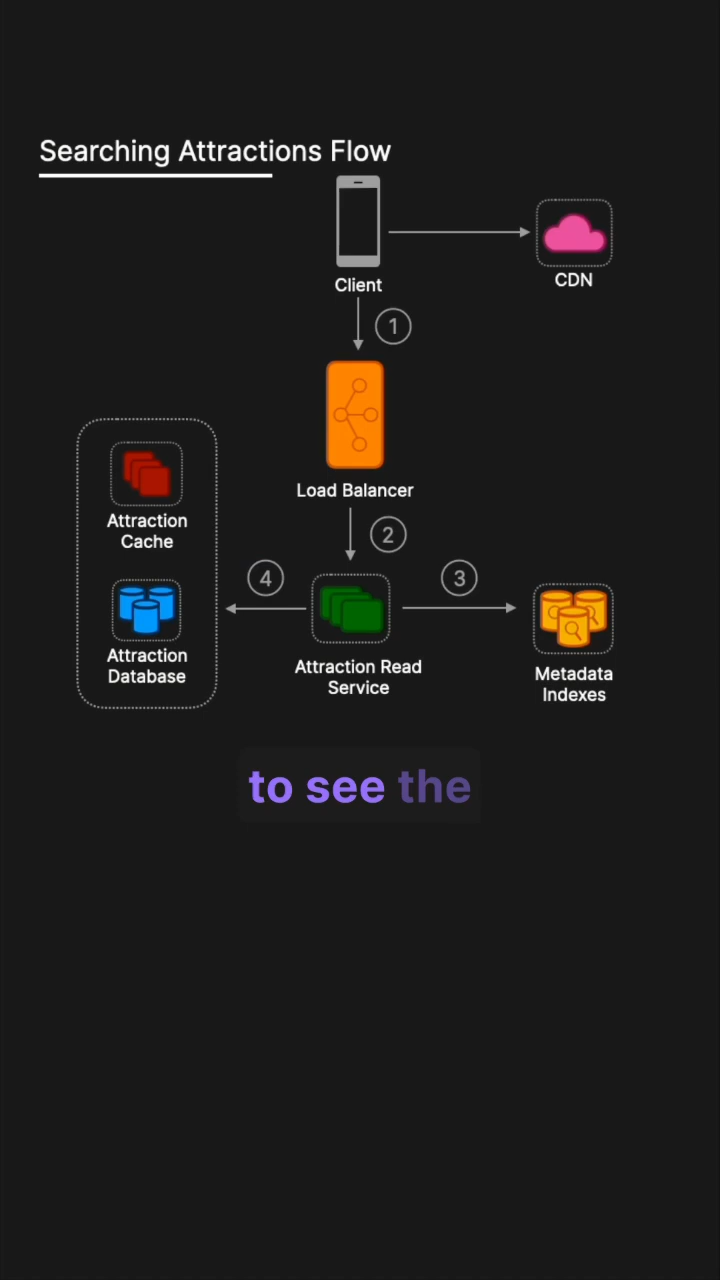 Searching Attractions Flow
Client
CDN
1
Load Balancer
2
Attraction
Cache
4
3
Attraction
Database
Attraction Read
Service
Metadata
Indexes
to see the